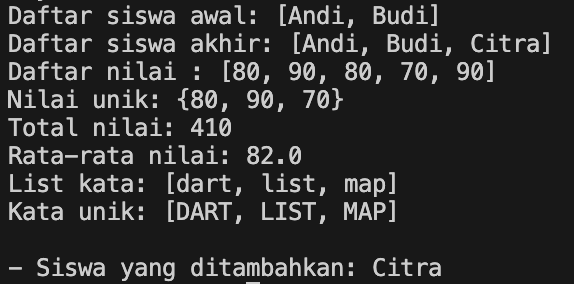 Daftar siswa awal: [Andi, Budi]
Daftar siswa akhir: [Andi, Budi, Citra]
Daftar nilai : [80, 90, 80, 70, 90]
Nilai unik: {80, 90, 70}
Total nilai: 410
Rata-rata nilai: 82.0
List kata: [dart, list, map]
Kata unik: [DART, LIST, MAP]

- Siswa yang ditambahkan: Citra